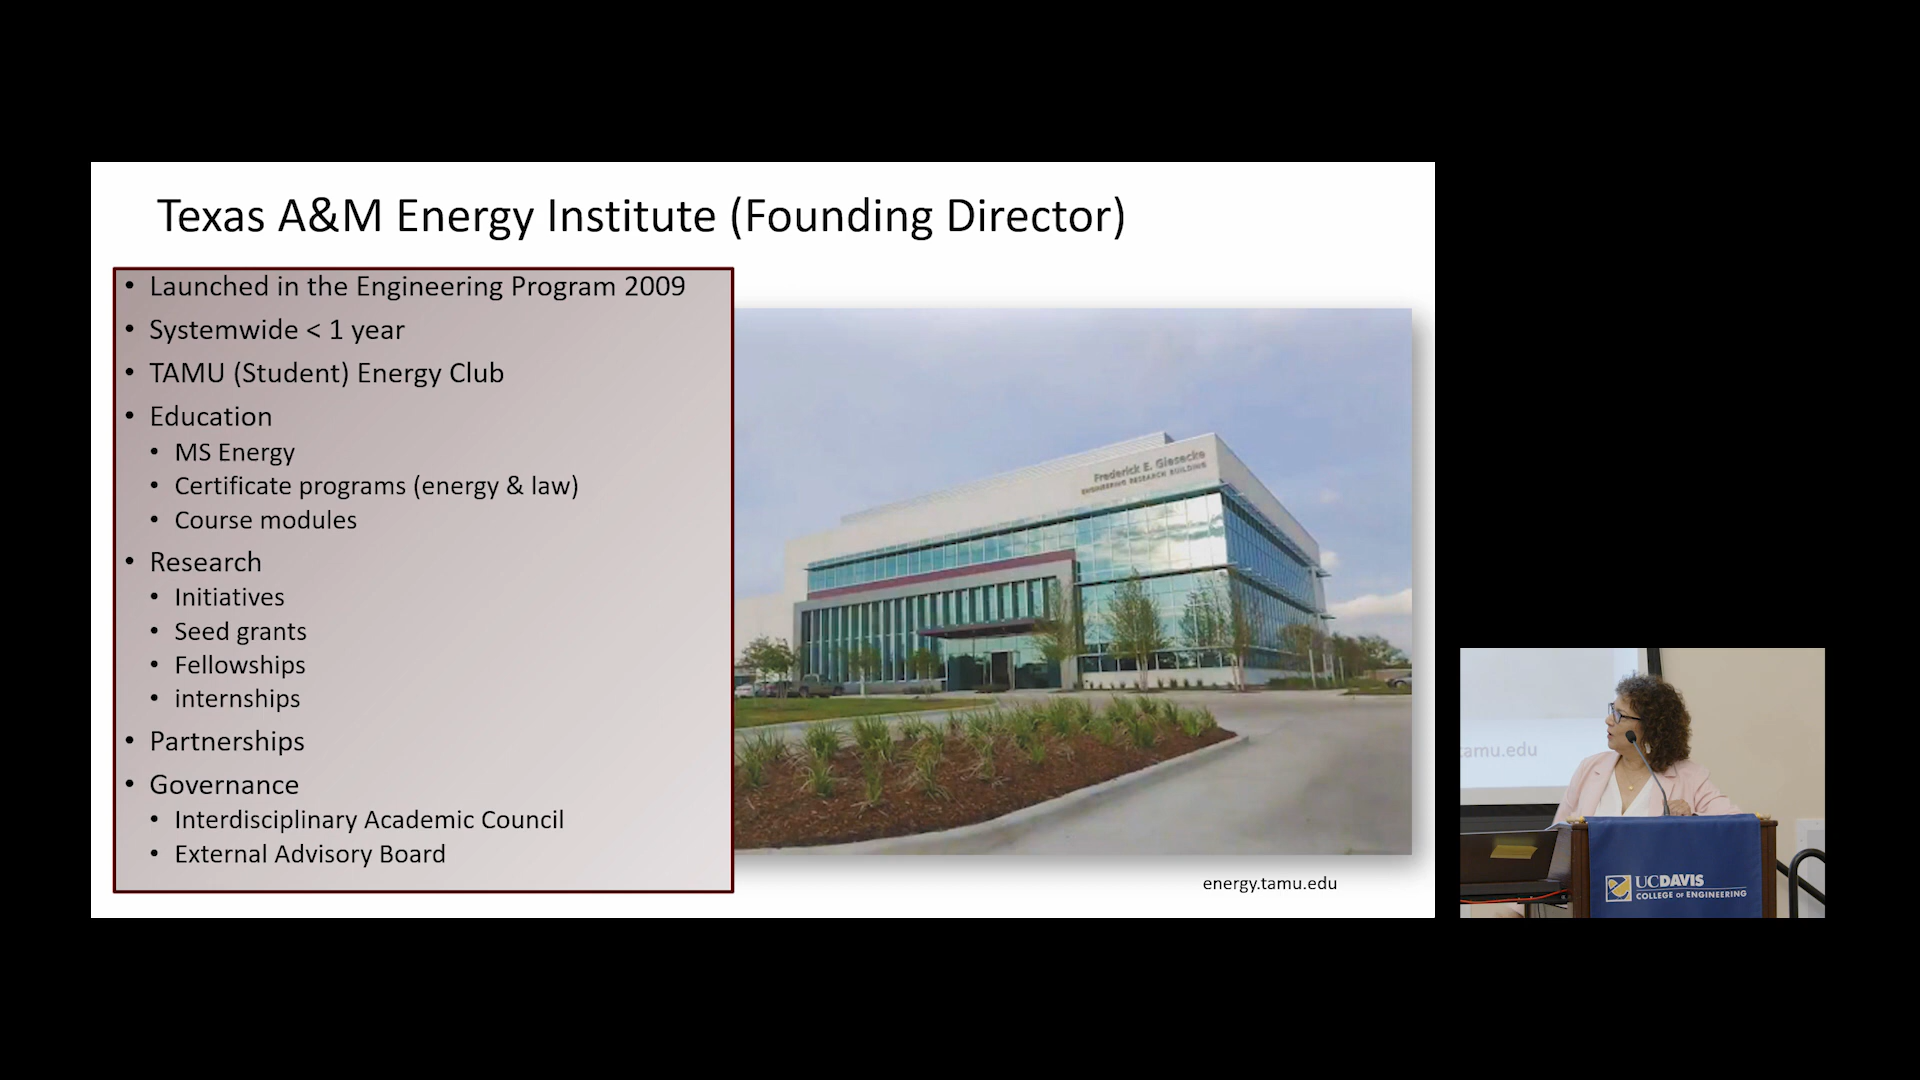 Texas A&M Energy Institute (Founding Director)
• Launched in the Engineering Program 2009
• Systemwide < 1 year
• TAMU (Student) Energy Club
• Education
• MS Energy
• Certificate programs (energy & law)
• Course modules
• Research
• Initiatives
• Seed grants
• Fellowships
• internships
• Partnerships
• Governance
• Interdisciplinary Academic Council
• External Advisory Board
Frederick E. Giesecke
ENGINEERING RESEARCH BUILDING
energy.tamu.edu
tamu.edu
UCDAVIS
COLLEGE OF ENGINEERING